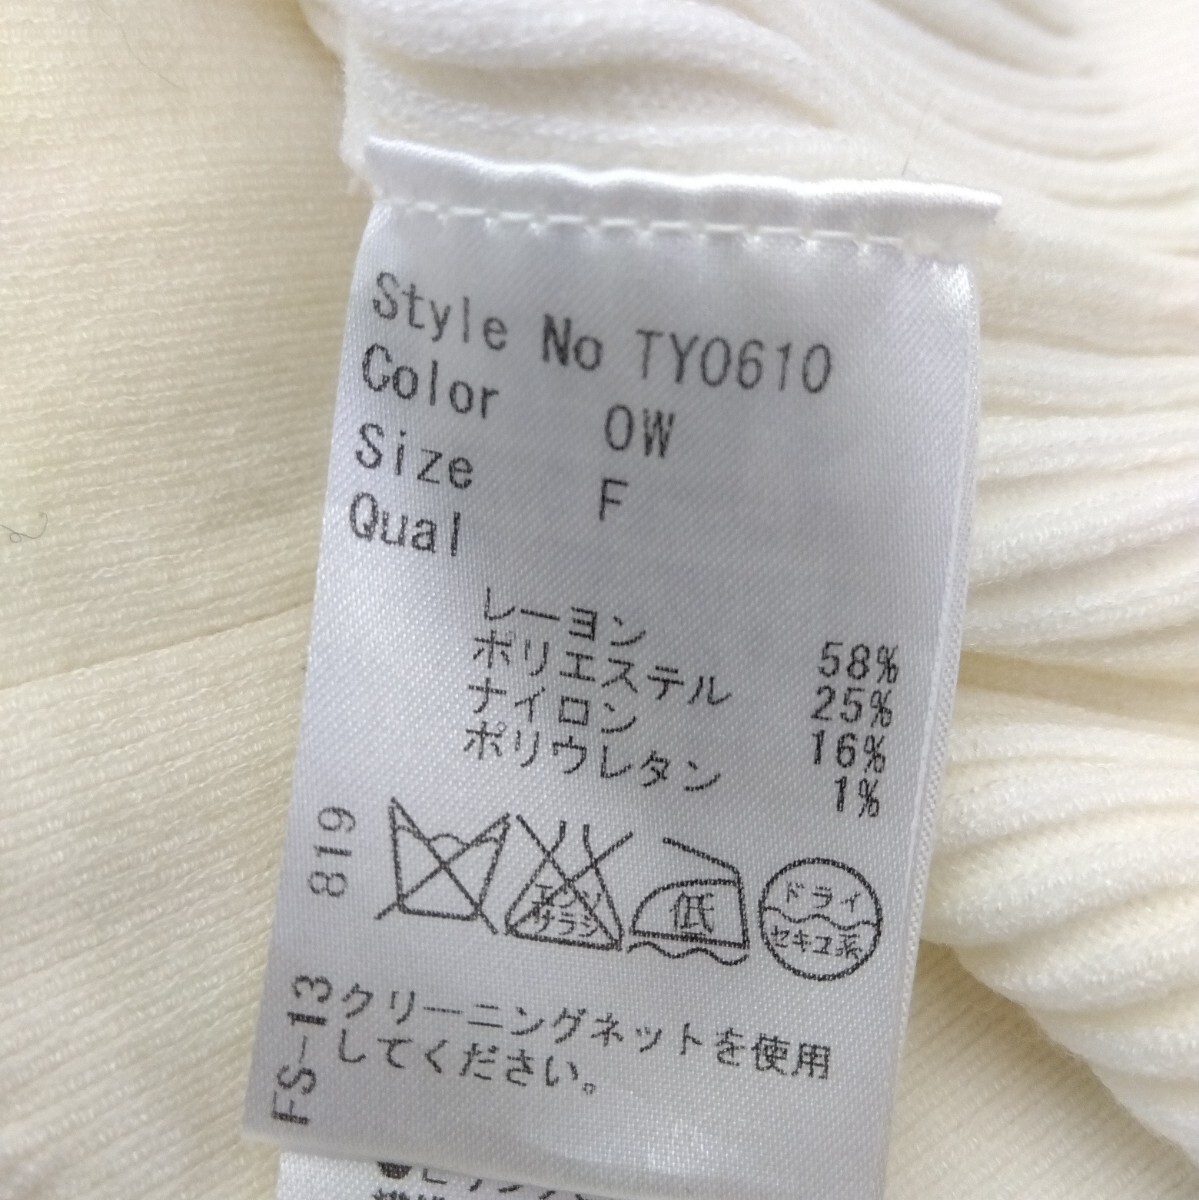 Style No TY0610
Color OW
Size F
Qual
レーヨン 58%
ポリエステル 25%
ナイロン 16%
ポリウレタン 1%
エンソ
サラシ
低
ドライ
セキユ系
クリーニングネットを使用
してください。
FS-13 819